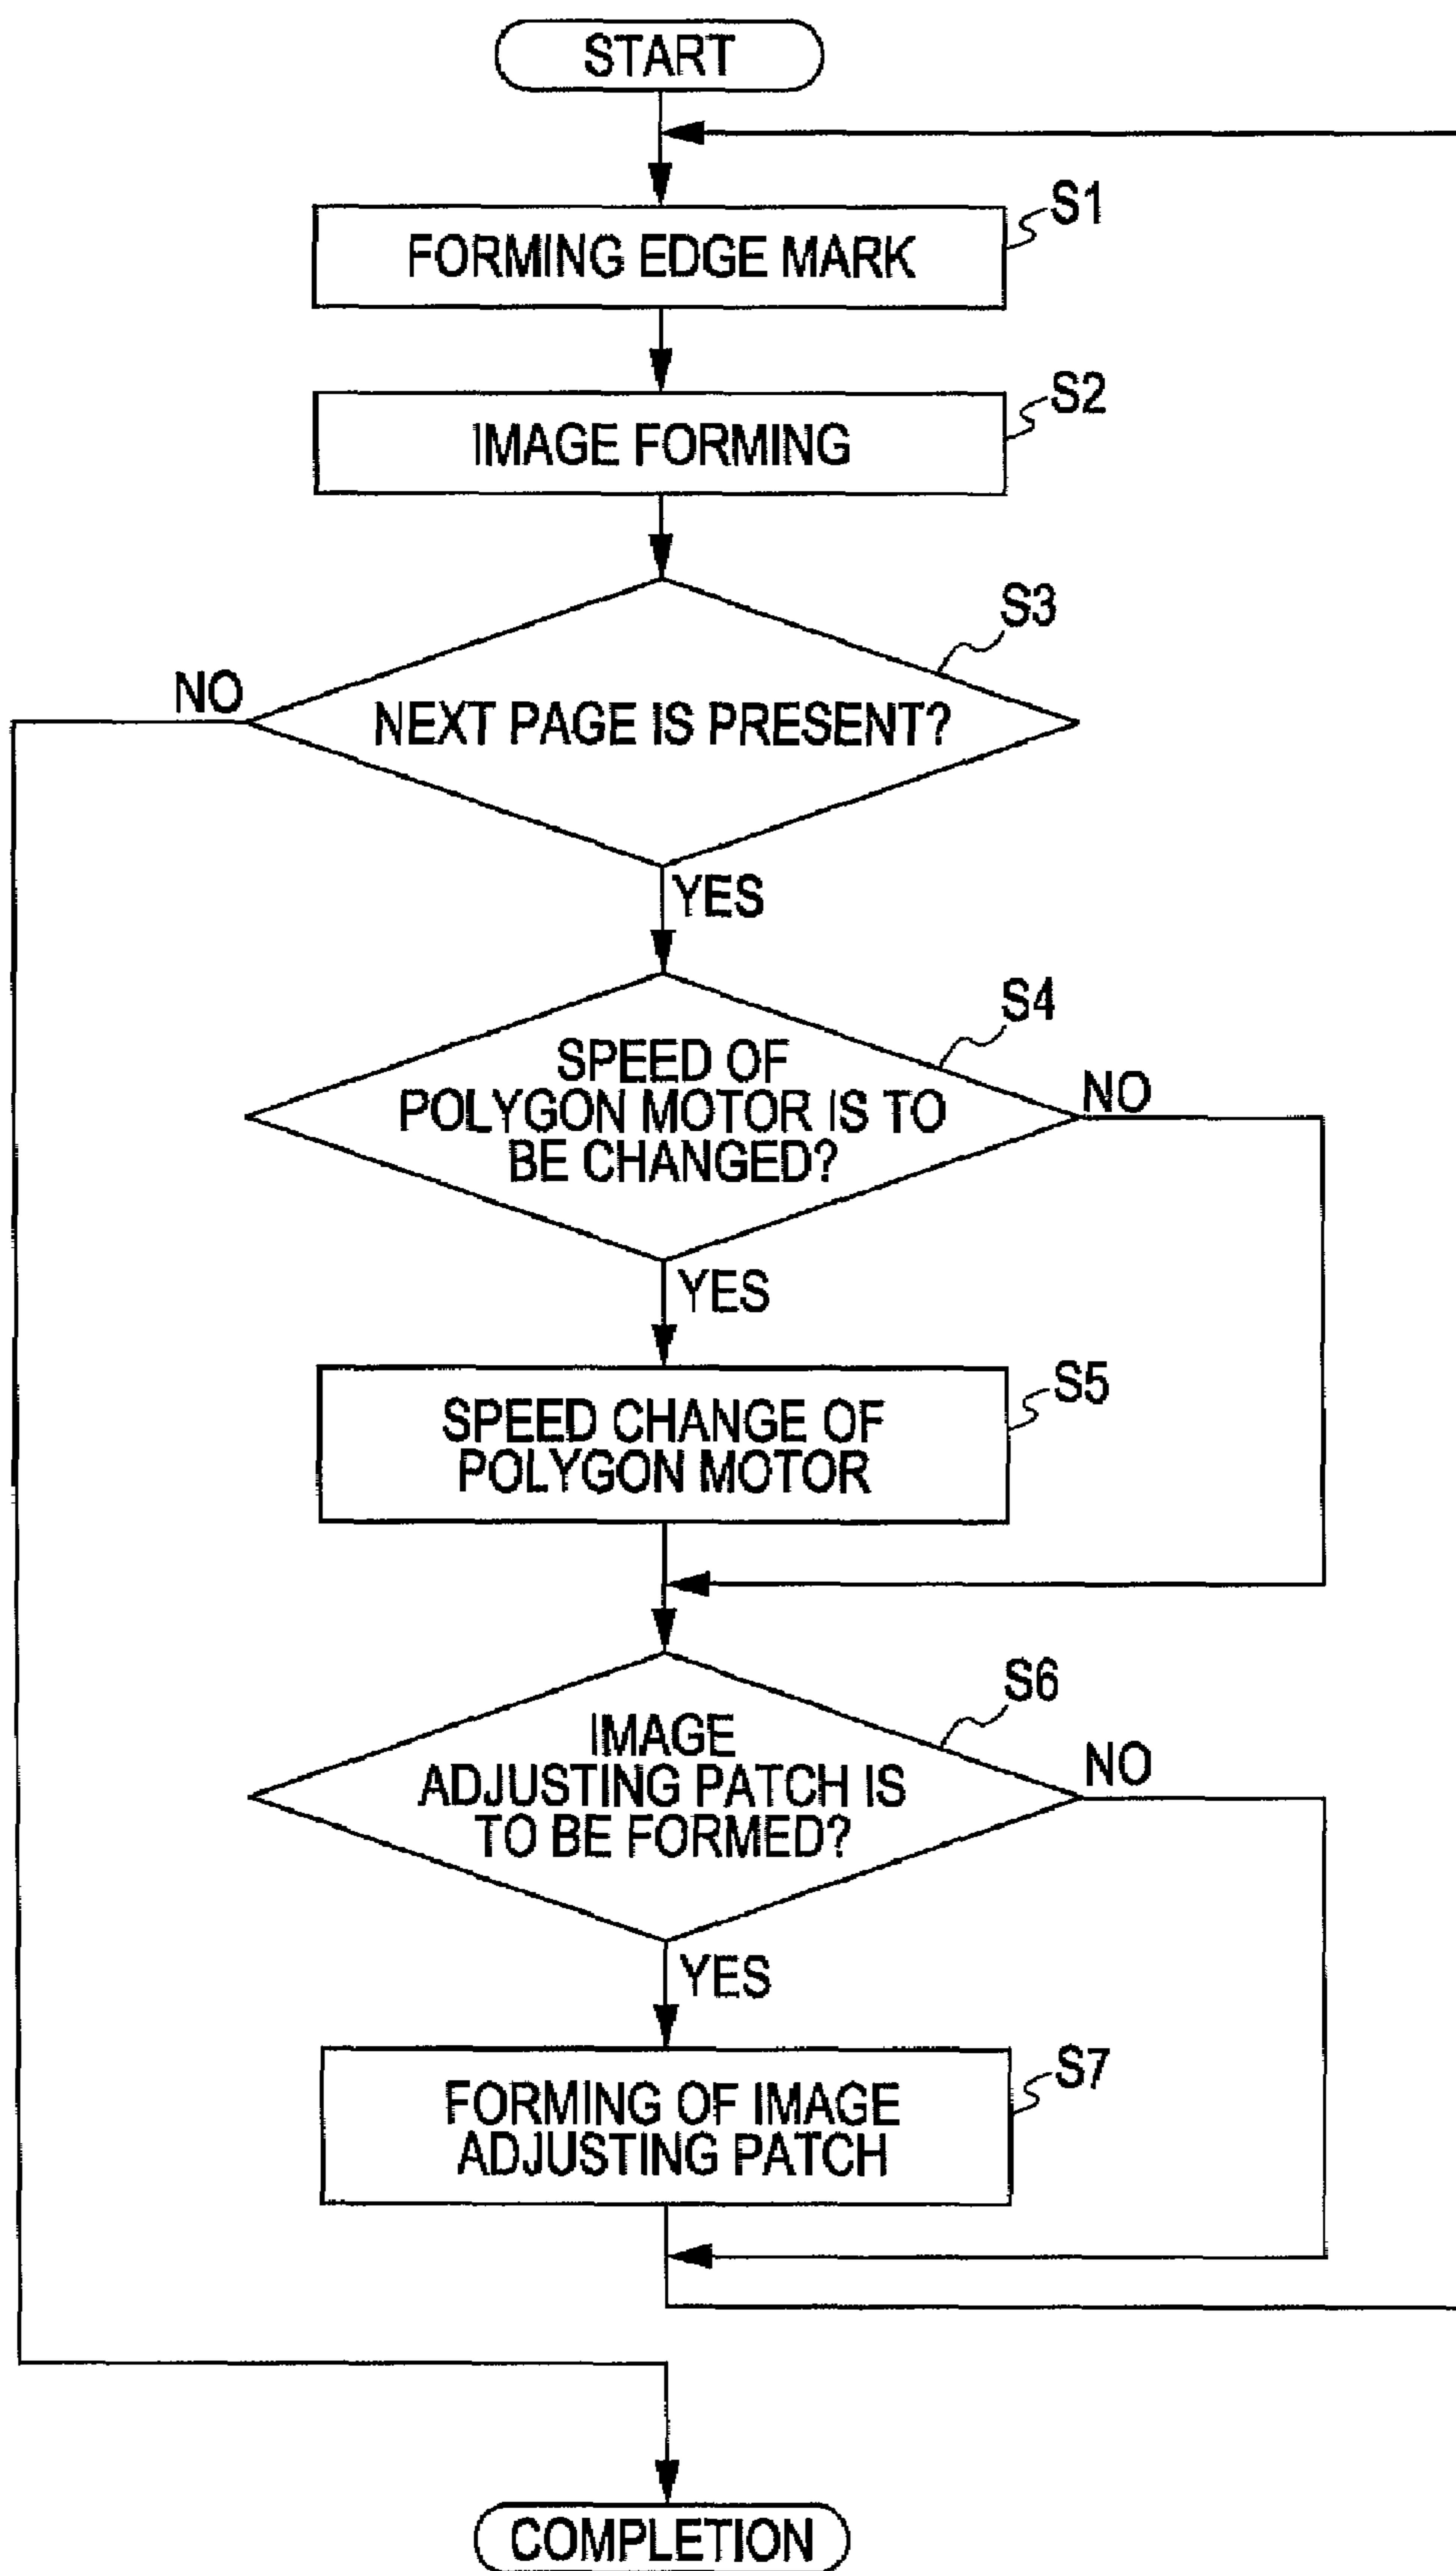 START
S1
FORMING EDGE MARK
S2
IMAGE FORMING
S3
NO
NEXT PAGE IS PRESENT?
YES
S4
SPEED OF
POLYGON MOTOR IS TO
BE CHANGED?
NO
YES
S5
SPEED CHANGE OF
POLYGON MOTOR
S6
IMAGE
ADJUSTING PATCH IS
TO BE FORMED?
NO
YES
S7
FORMING OF IMAGE
ADJUSTING PATCH
COMPLETION